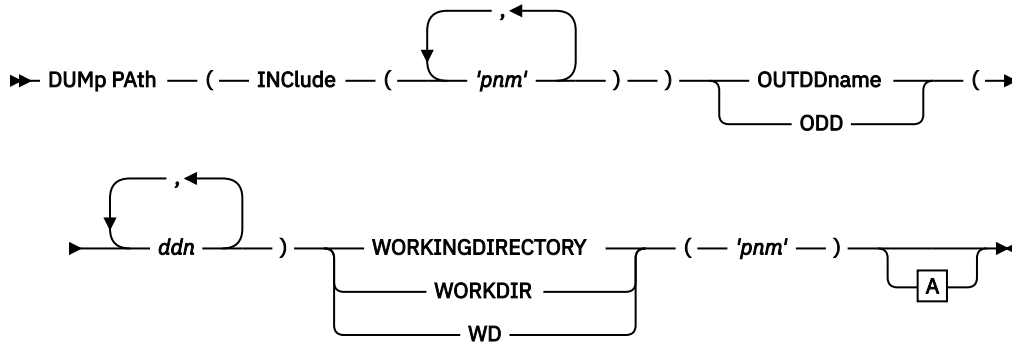 ,
DUMp PAth ( INClude ( 'pnm' ) ) OUTDDname (
ODD
,
ddn ) WORKINGDIRECTORY ( 'pnm' )
WORKDIR A
WD